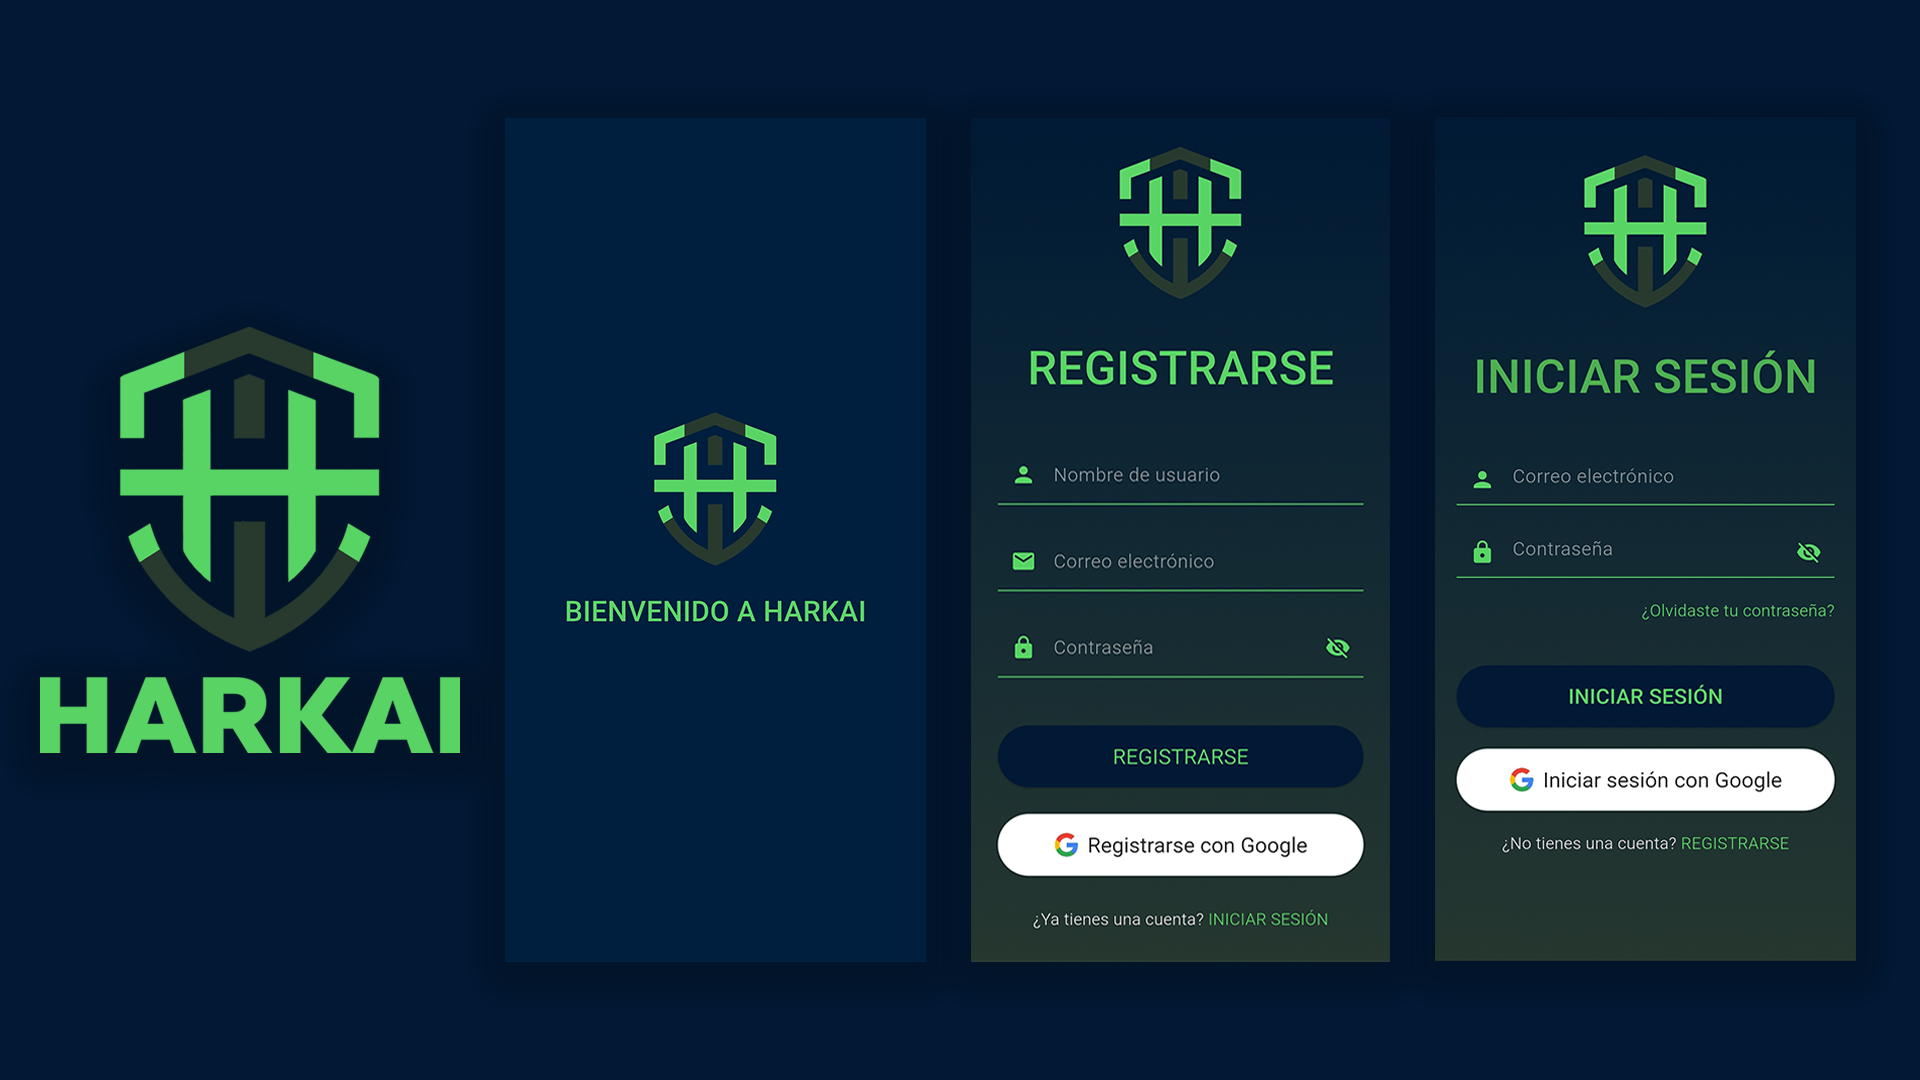 HARKAI
BIENVENIDO A HARKAI
REGISTRARSE
Nombre de usuario
Correo electrónico
Contraseña
REGISTRARSE
Registrarse con Google
¿Ya tienes una cuenta? INICIAR SESIÓN
INICIAR SESIÓN
Correo electrónico
Contraseña
¿Olvidaste tu contraseña?
INICIAR SESIÓN
Iniciar sesión con Google
¿No tienes una cuenta? REGISTRARSE